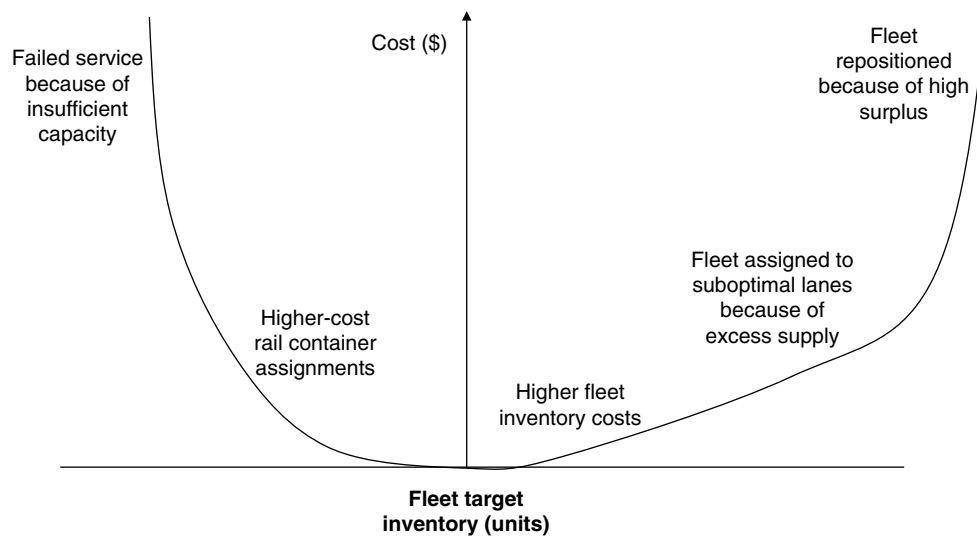 Failed service
because of
insufficient
capacity
Cost ($)
Fleet
repositioned
because of high
surplus
Higher-cost
rail container
assignments
Fleet assigned to
suboptimal lanes
because of
excess supply
Higher fleet
inventory costs
Fleet target
inventory (units)